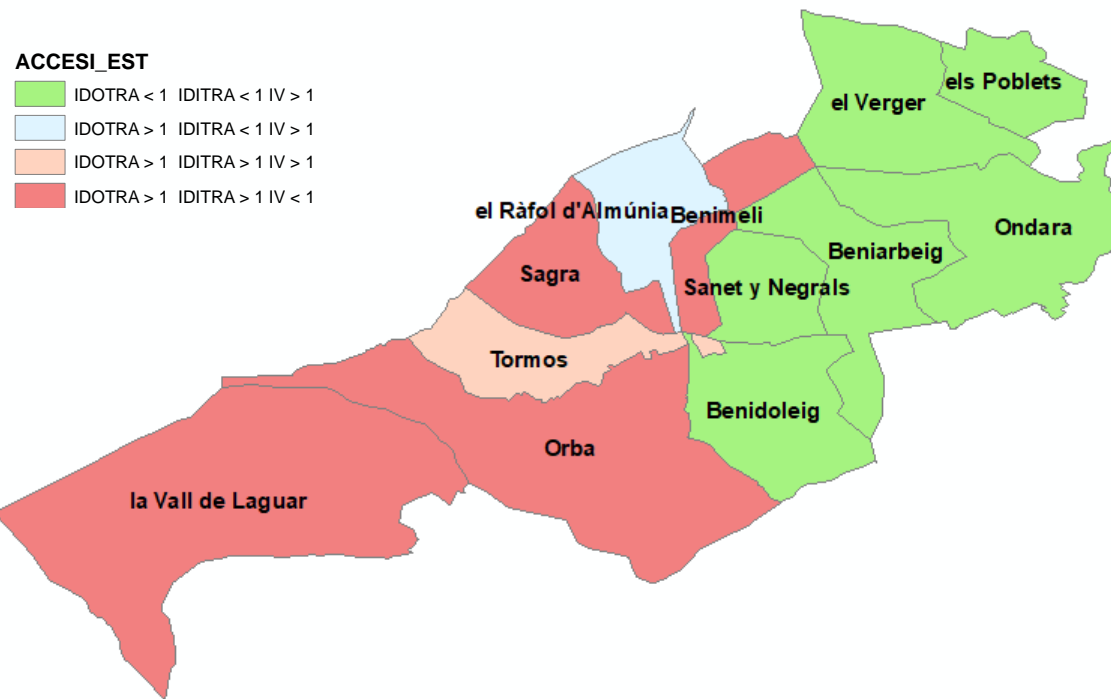 ACCESI_EST
IDOTRA < 1 IDITRA < 1 IV > 1
IDOTRA > 1 IDITRA < 1 IV > 1
IDOTRA > 1 IDITRA > 1 IV > 1
IDOTRA > 1 IDITRA > 1 IV < 1
els Poblets
el Verger
el Ràfol d'Almúnia
Benimeli
Ondara
Beniarbeig
Sagra
Sanet y Negrals
Tormos
Benidoleig
Orba
la Vall de Laguar